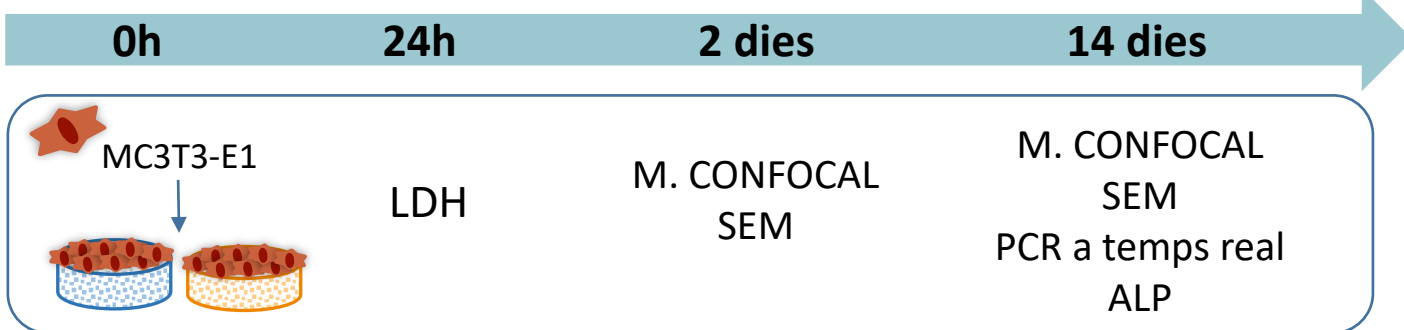 0h 24h 2 dies 14 dies
MC3T3-E1
LDH
M. CONFOCAL
SEM
M. CONFOCAL
SEM
PCR a temps real
ALP